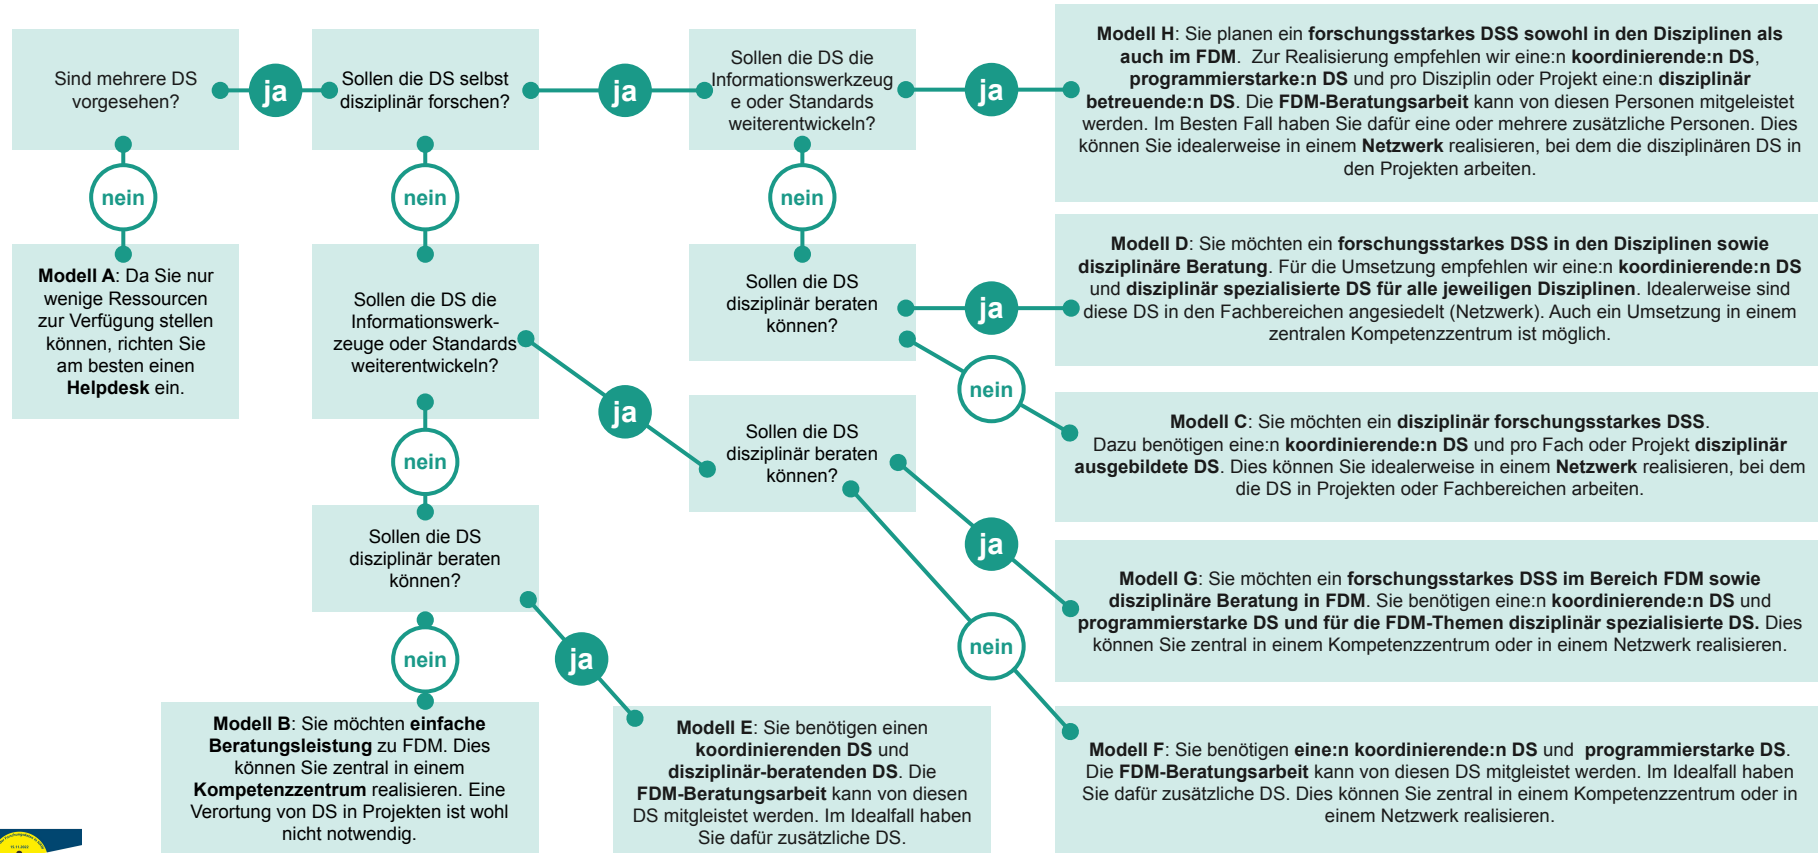 Sind mehrere DS
vorgesehen?
ja
Sollen die DS selbst
disziplinär forschen?
ja
Sollen die DS die
Informationswerkzeug
e oder Standards
weiterentwickeln?
ja
Modell H: Sie planen ein forschungsstarkes DSS sowohl in den Disziplinen als
auch im FDM. Zur Realisierung empfehlen wir eine:n koordinierende:n DS,
programmierstarke:n DS und pro Disziplin oder Projekt eine:n disziplinär
betreuende:n DS. Die FDM-Beratungsarbeit kann von diesen Personen mitgeleistet
werden. Im Besten Fall haben Sie dafür eine oder mehrere zusätzliche Personen. Dies
können Sie idealerweise in einem Netzwerk realisieren, bei dem die disziplinären DS in
den Projekten arbeiten.
nein
nein
nein
Modell A: Da Sie nur
wenige Ressourcen
zur Verfügung stellen
können, richten Sie
am besten einen
Helpdesk ein.
Sollen die DS die
Informationswerk-
zeuge oder Standards
weiterentwickeln?
Sollen die DS
disziplinär beraten
können?
ja
Modell D: Sie möchten ein forschungsstarkes DSS in den Disziplinen sowie
disziplinäre Beratung. Für die Umsetzung empfehlen wir eine:n koordinierende:n DS
und disziplinär spezialisierte DS für alle jeweiligen Disziplinen. Idealerweise sind
diese DS in den Fachbereichen angesiedelt (Netzwerk). Auch ein Umsetzung in einem
zentralen Kompetenzzentrum ist möglich.
nein
Modell C: Sie möchten ein disziplinär forschungsstarkes DSS.
Dazu benötigen eine:n koordinierende:n DS und pro Fach oder Projekt disziplinär
ausgebildete DS. Dies können Sie idealerweise in einem Netzwerk realisieren, bei dem
die DS in Projekten oder Fachbereichen arbeiten.
ja
nein
Sollen die DS
disziplinär beraten
können?
ja
Modell G: Sie möchten ein forschungsstarkes DSS im Bereich FDM sowie
disziplinäre Beratung in FDM. Sie benötigen eine:n koordinierende:n DS und
programmierstarke DS und für die FDM-Themen disziplinär spezialisierte DS. Dies
können Sie zentral in einem Kompetenzzentrum oder in einem Netzwerk realisieren.
Sollen die DS
disziplinär beraten
können?
nein
ja
nein
Modell B: Sie möchten einfache
Beratungsleistung zu FDM. Dies
können Sie zentral in einem
Kompetenzzentrum realisieren. Eine
Verortung von DS in Projekten ist wohl
nicht notwendig.
Modell E: Sie benötigen einen
koordinierenden DS und
disziplinär-beratenden DS. Die
FDM-Beratungsarbeit kann von diesen
DS mitgleistet werden. Im Idealfall haben
Sie dafür zusätzliche DS.
Modell F: Sie benötigen eine:n koordinierende:n DS und programmierstarke DS.
Die FDM-Beratungsarbeit kann von diesen DS mitgleistet werden. Im Idealfall haben
Sie dafür zusätzliche DS. Dies können Sie zentral in einem Kompetenzzentrum oder in
einem Netzwerk realisieren.